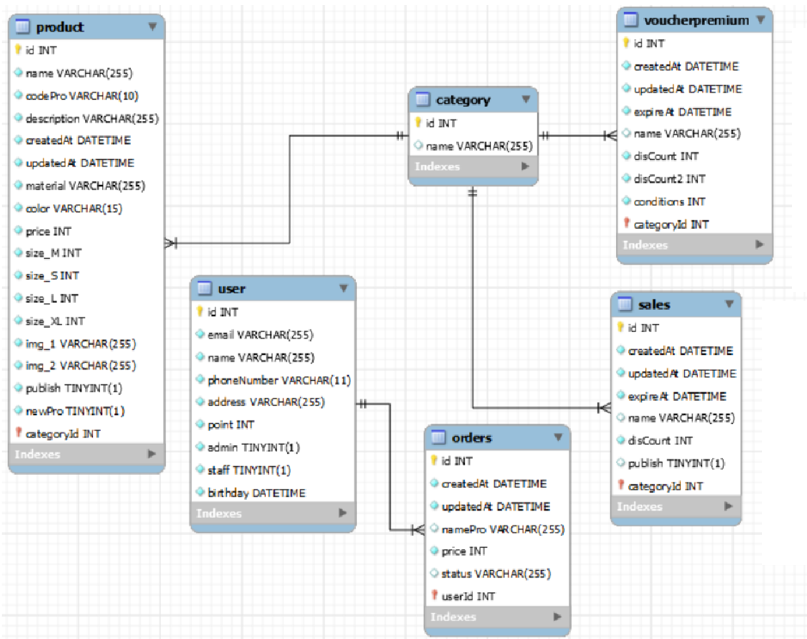 product
id INT
name VARCHAR(255)
codePro VARCHAR(10)
description VARCHAR(255)
createdAt DATETIME
updatedAt DATETIME
material VARCHAR(255)
color VARCHAR(15)
price INT
size_M INT
size_S INT
size_L INT
size_XL INT
img_1 VARCHAR(255)
img_2 VARCHAR(255)
publish TINYINT(1)
newPro TINYINT(1)
categoryId INT
Indexes
user
id INT
email VARCHAR(255)
name VARCHAR(255)
phoneNumber VARCHAR(11)
address VARCHAR(255)
point INT
admin TINYINT(1)
staff TINYINT(1)
birthday DATETIME
Indexes
category
id INT
name VARCHAR(255)
Indexes
orders
id INT
createdAt DATETIME
updatedAt DATETIME
namePro VARCHAR(255)
price INT
status VARCHAR(255)
userId INT
Indexes
voucherpremium
id INT
createdAt DATETIME
updatedAt DATETIME
expireAt DATETIME
name VARCHAR(255)
disCount INT
disCount2 INT
conditions INT
categoryId INT
Indexes
sales
id INT
createdAt DATETIME
updatedAt DATETIME
expireAt DATETIME
name VARCHAR(255)
disCount INT
publish TINYINT(1)
categoryId INT
Indexes